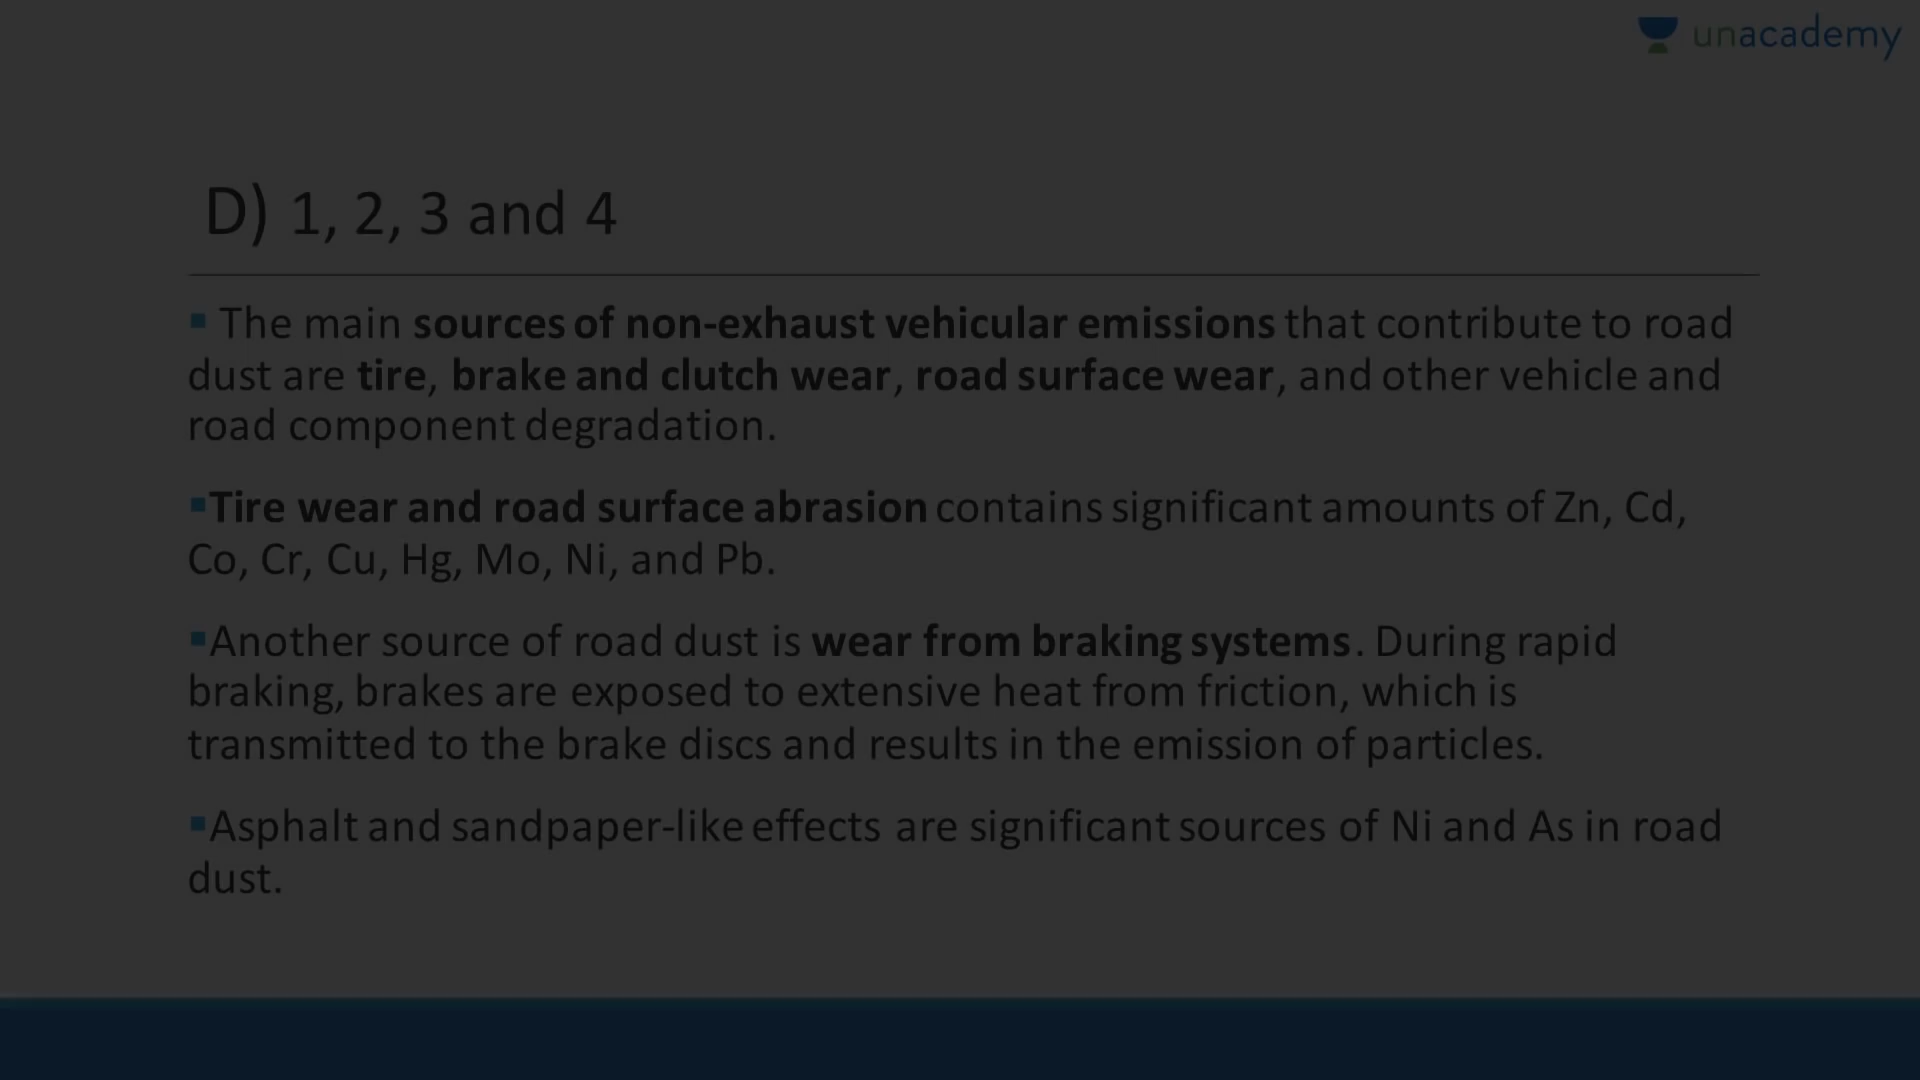 unacademy
D) 1, 2, 3 and 4
▪ The main sources of non-exhaust vehicular emissions that contribute to road
dust are tire, brake and clutch wear, road surface wear, and other vehicle and
road component degradation.
▪Tire wear and road surface abrasion contains significant amounts of Zn, Cd,
Co, Cr, Cu, Hg, Mo, Ni, and Pb.
▪Another source of road dust is wear from braking systems. During rapid
braking, brakes are exposed to extensive heat from friction, which is
transmitted to the brake discs and results in the emission of particles.
▪Asphalt and sandpaper-like effects are significant sources of Ni and As in road
dust.